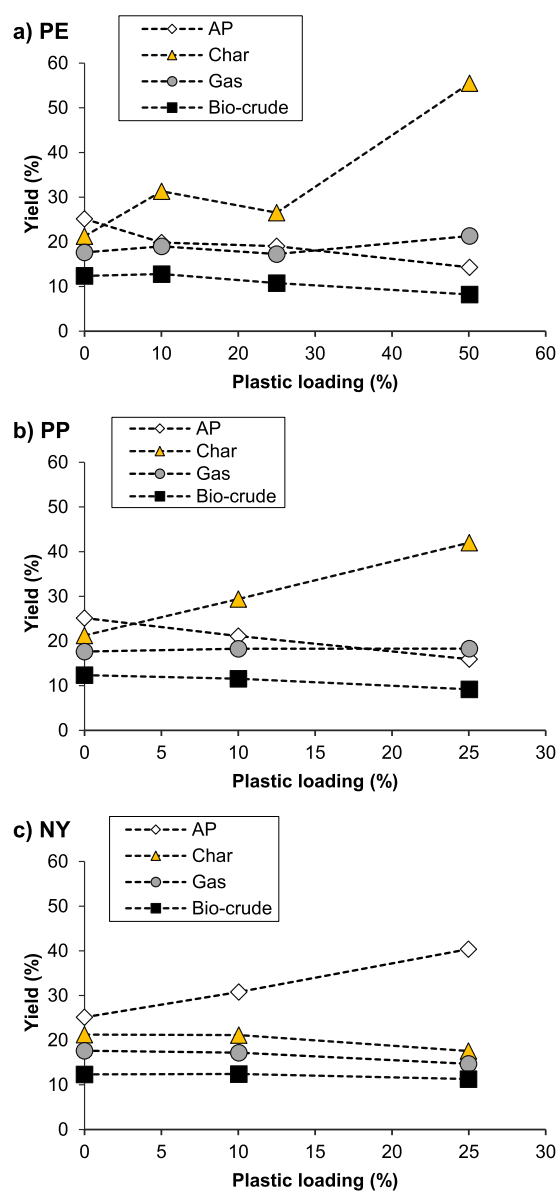 a) PE
AP
Char
Gas
Bio-crude
60
50
40
30
20
10
0
Yield (%)
0 10 20 30 40 50 60
Plastic loading (%)
b) PP
AP
Char
Gas
Bio-crude
60
50
40
30
20
10
0
Yield (%)
0 5 10 15 20 25 30
Plastic loading (%)
c) NY
AP
Char
Gas
Bio-crude
60
50
40
30
20
10
0
Yield (%)
0 5 10 15 20 25 30
Plastic loading (%)